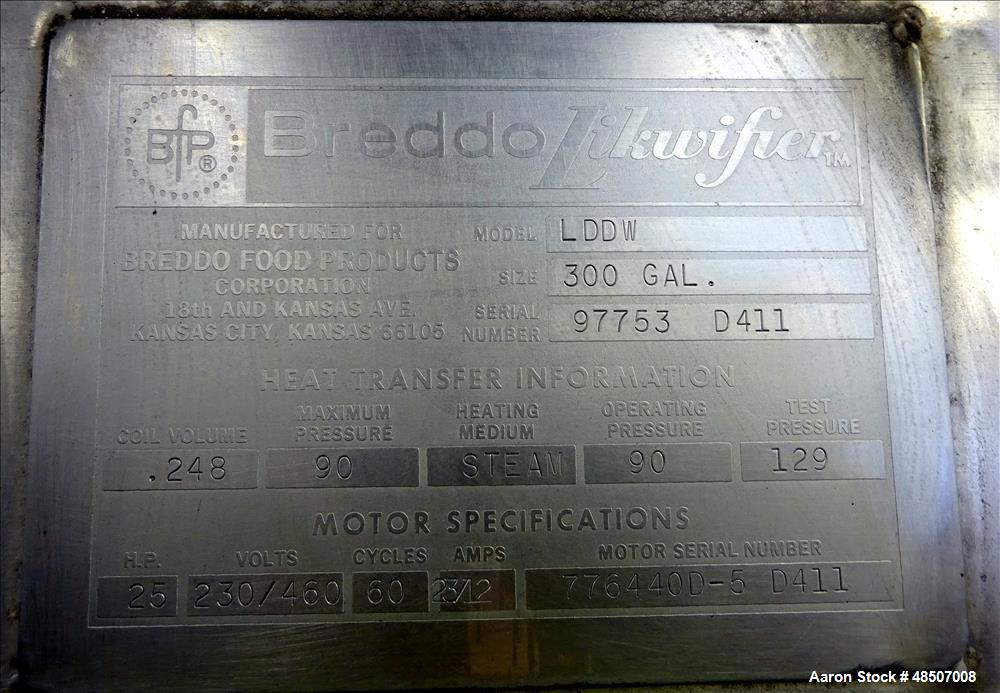 BfP®
Breddo Likwifier™
MANUFACTURED FOR
BREDDO FOOD PRODUCTS
CORPORATION
18th AND KANSAS AVE.
KANSAS CITY, KANSAS 66105
MODEL LDDW
SIZE 300 GAL.
SERIAL NUMBER 97753 D411
HEAT TRANSFER INFORMATION
COIL VOLUME MAXIMUM PRESSURE HEATING MEDIUM OPERATING PRESSURE TEST PRESSURE
.248 90 STEAM 90 129
MOTOR SPECIFICATIONS
H.P. VOLTS CYCLES AMPS MOTOR SERIAL NUMBER
25 230/460 60 776440D-5 D411
Aaron Stock # 48507008